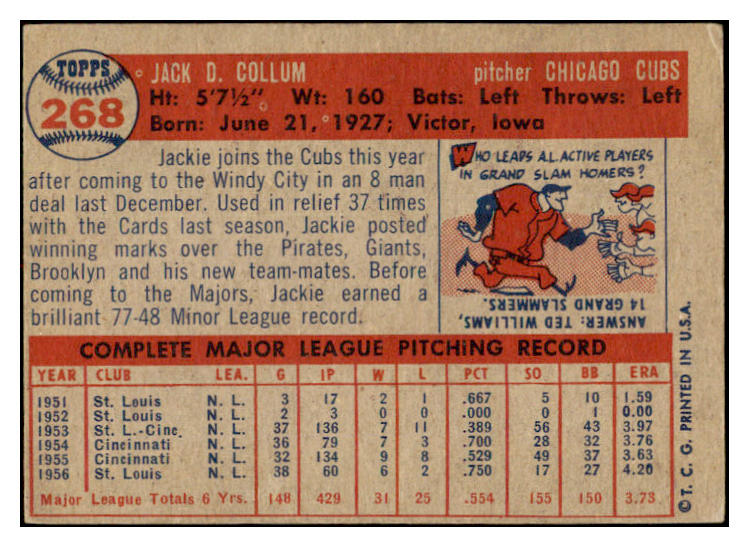 TOPPS
268
JACK D. COLLUM pitcher CHICAGO CUBS
Ht: 5'7½" Wt: 160 Bats: Left Throws: Left
Born: June 21, 1927; Victor, Iowa
Jackie joins the Cubs this year
after coming to the Windy City in an 8 man
deal last December. Used in relief 37 times
with the Cards last season, Jackie posted
winning marks over the Pirates, Giants,
Brooklyn and his new team-mates. Before
coming to the Majors, Jackie earned a
brilliant 77-48 Minor League record.
WHO LEADS A.L. ACTIVE PLAYERS
IN GRAND SLAM HOMERS?
ANSWER: TED WILLIAMS,
14 GRAND SLAMMERS.
COMPLETE MAJOR LEAGUE PITCHING RECORD
YEAR CLUB LEA. G IP W L PCT SO BB ERA
1951 St. Louis N. L. 3 17 2 1 .667 5 10 1.59
1952 St. Louis N. L. 2 3 0 0 .000 0 1 0.00
1953 St. L.-Cinc. N. L. 37 136 7 11 .389 56 43 3.97
1954 Cincinnati N. L. 36 79 7 3 .700 28 32 3.76
1955 Cincinnati N. L. 32 134 9 8 .529 49 37 3.63
1956 St. Louis N. L. 38 60 6 2 .750 17 27 4.20
Major League Totals 6 Yrs. 148 429 31 25 .554 155 150 3.73
© T. C. G. PRINTED IN U.S.A.